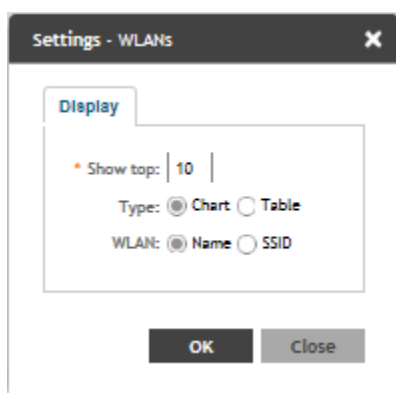 Settings - WLANs
Display
* Show top: 10
Type: Chart Table
WLAN: Name SSID
OK Close